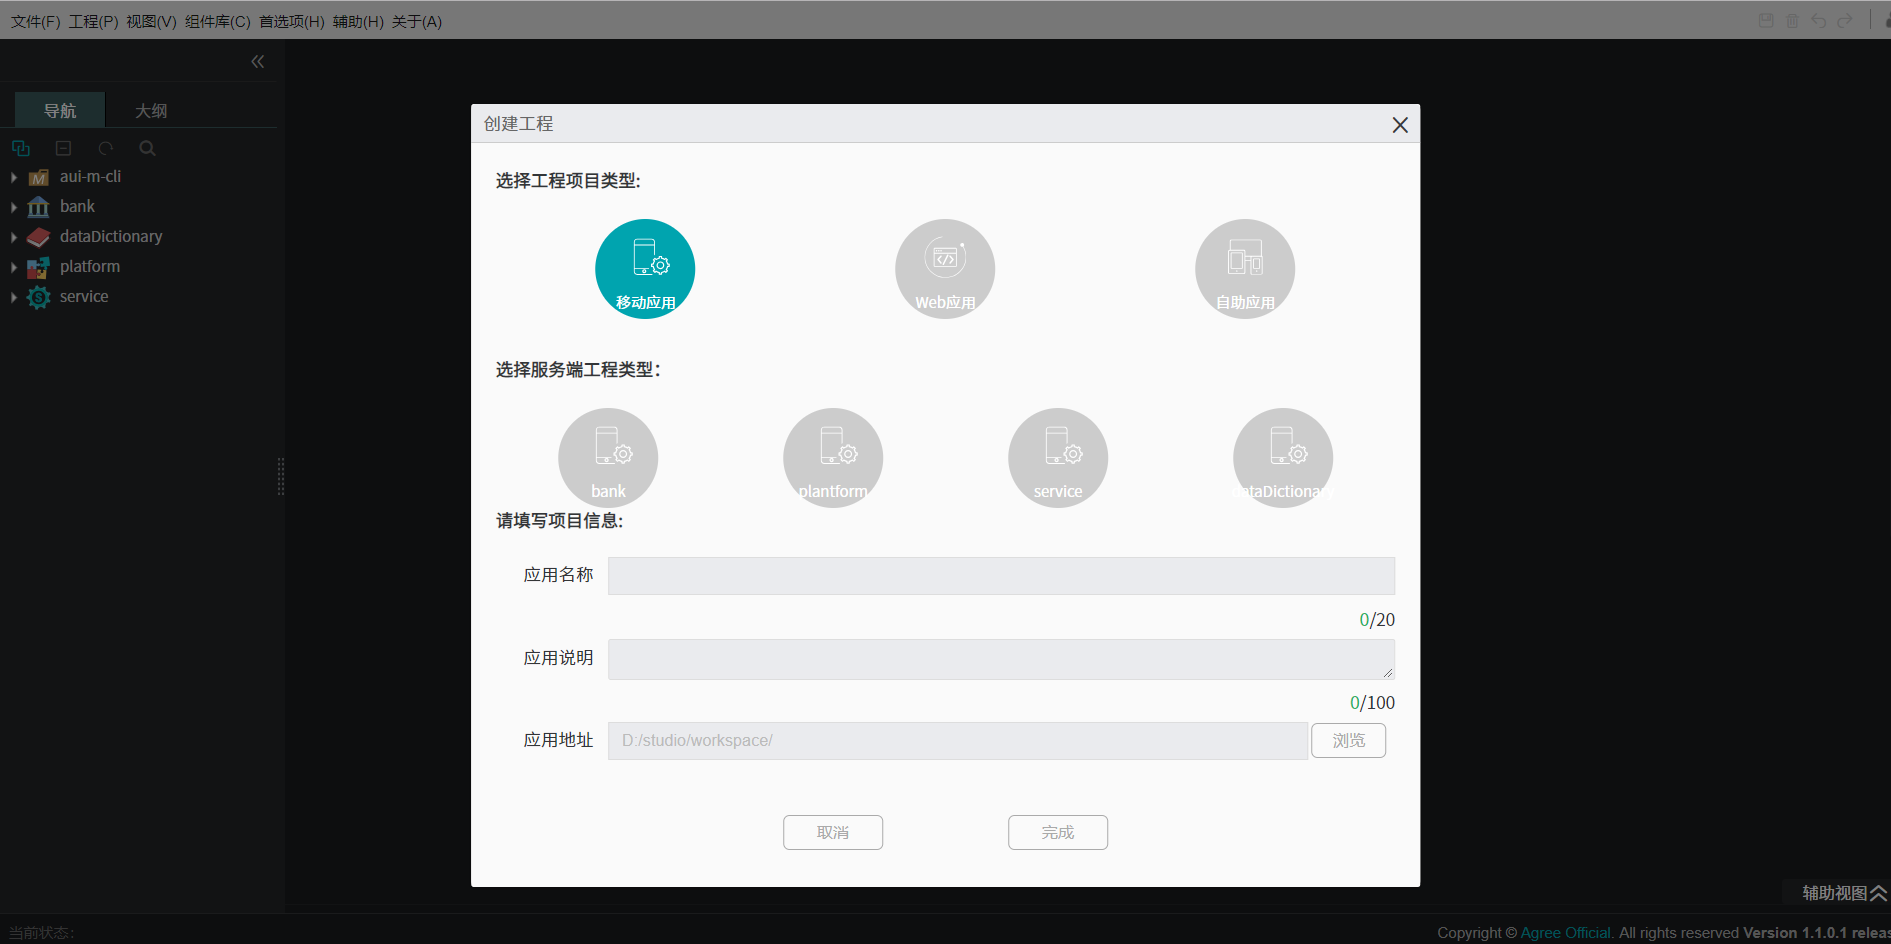 文件(F) 工程(P) 视图(V) 组件库(C) 首选项(H) 辅助(H) 关于(A)
导航 大纲
aui-m-cli
bank
dataDictionary
platform
service
创建工程
选择工程项目类型:
移动应用 Web应用 自助应用
选择服务端工程类型：
bank plantform service dataDictionary
请填写项目信息:
应用名称
0/20
应用说明
0/100
应用地址 D:/studio/workspace/ 浏览
取消 完成
辅助视图
当前状态:
Copyright © Agree Official. All rights reserved Version 1.1.0.1 releas